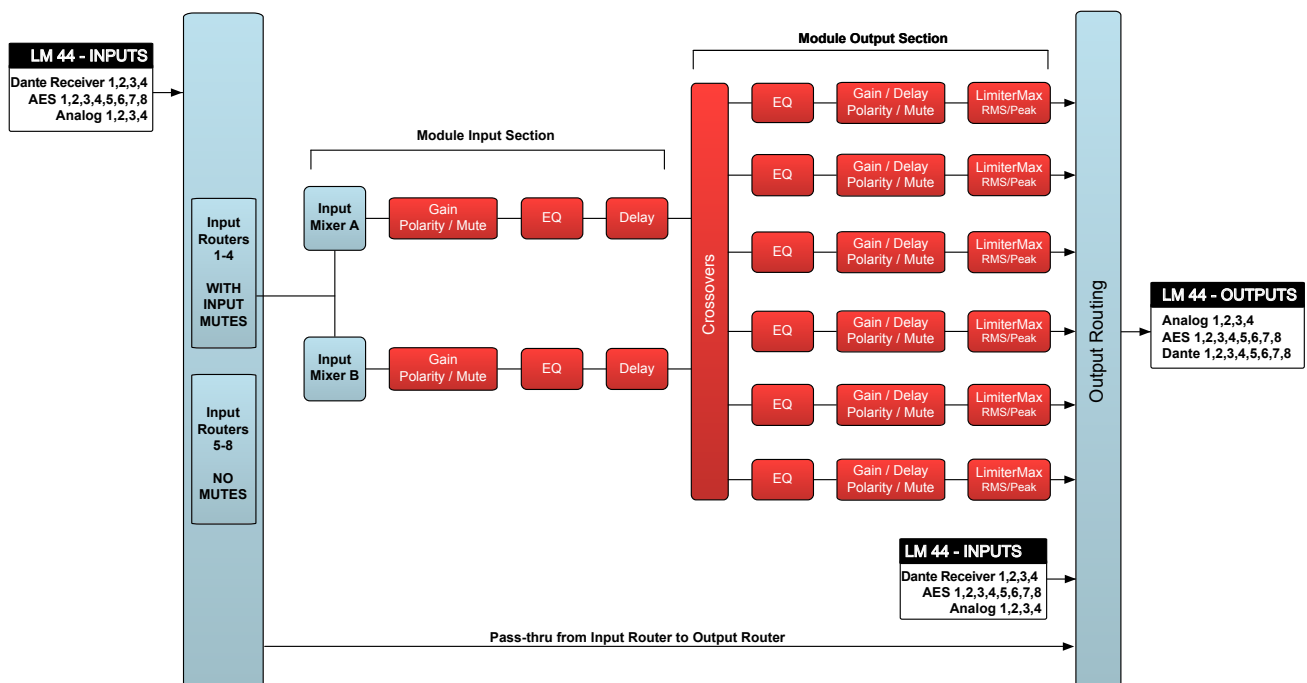 LM 44 - INPUTS
Dante Receiver 1,2,3,4
AES 1,2,3,4,5,6,7,8
Analog 1,2,3,4
Input
Routers
1-4
WITH
INPUT
MUTES
Input
Routers
5-8
NO
MUTES
Module Input Section
Input
Mixer A
Gain
Polarity / Mute
EQ
Delay
Input
Mixer B
Gain
Polarity / Mute
EQ
Delay
Module Output Section
Crossovers
EQ
Gain / Delay
Polarity / Mute
LimiterMax
RMS/Peak
EQ
Gain / Delay
Polarity / Mute
LimiterMax
RMS/Peak
EQ
Gain / Delay
Polarity / Mute
LimiterMax
RMS/Peak
EQ
Gain / Delay
Polarity / Mute
LimiterMax
RMS/Peak
EQ
Gain / Delay
Polarity / Mute
LimiterMax
RMS/Peak
EQ
Gain / Delay
Polarity / Mute
LimiterMax
RMS/Peak
LM 44 - INPUTS
Dante Receiver 1,2,3,4
AES 1,2,3,4,5,6,7,8
Analog 1,2,3,4
Pass-thru from Input Router to Output Router
Output Routing
LM 44 - OUTPUTS
Analog 1,2,3,4
AES 1,2,3,4,5,6,7,8
Dante 1,2,3,4,5,6,7,8